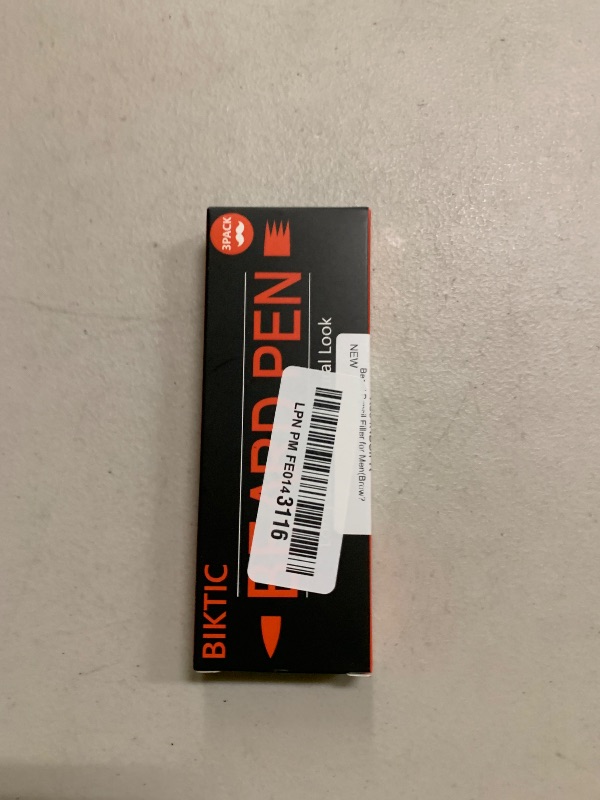 3PACK
BIKTIC
BEARD PEN
al Look
LPN PM FE0143116
NEW
Filler for Men(Brow?